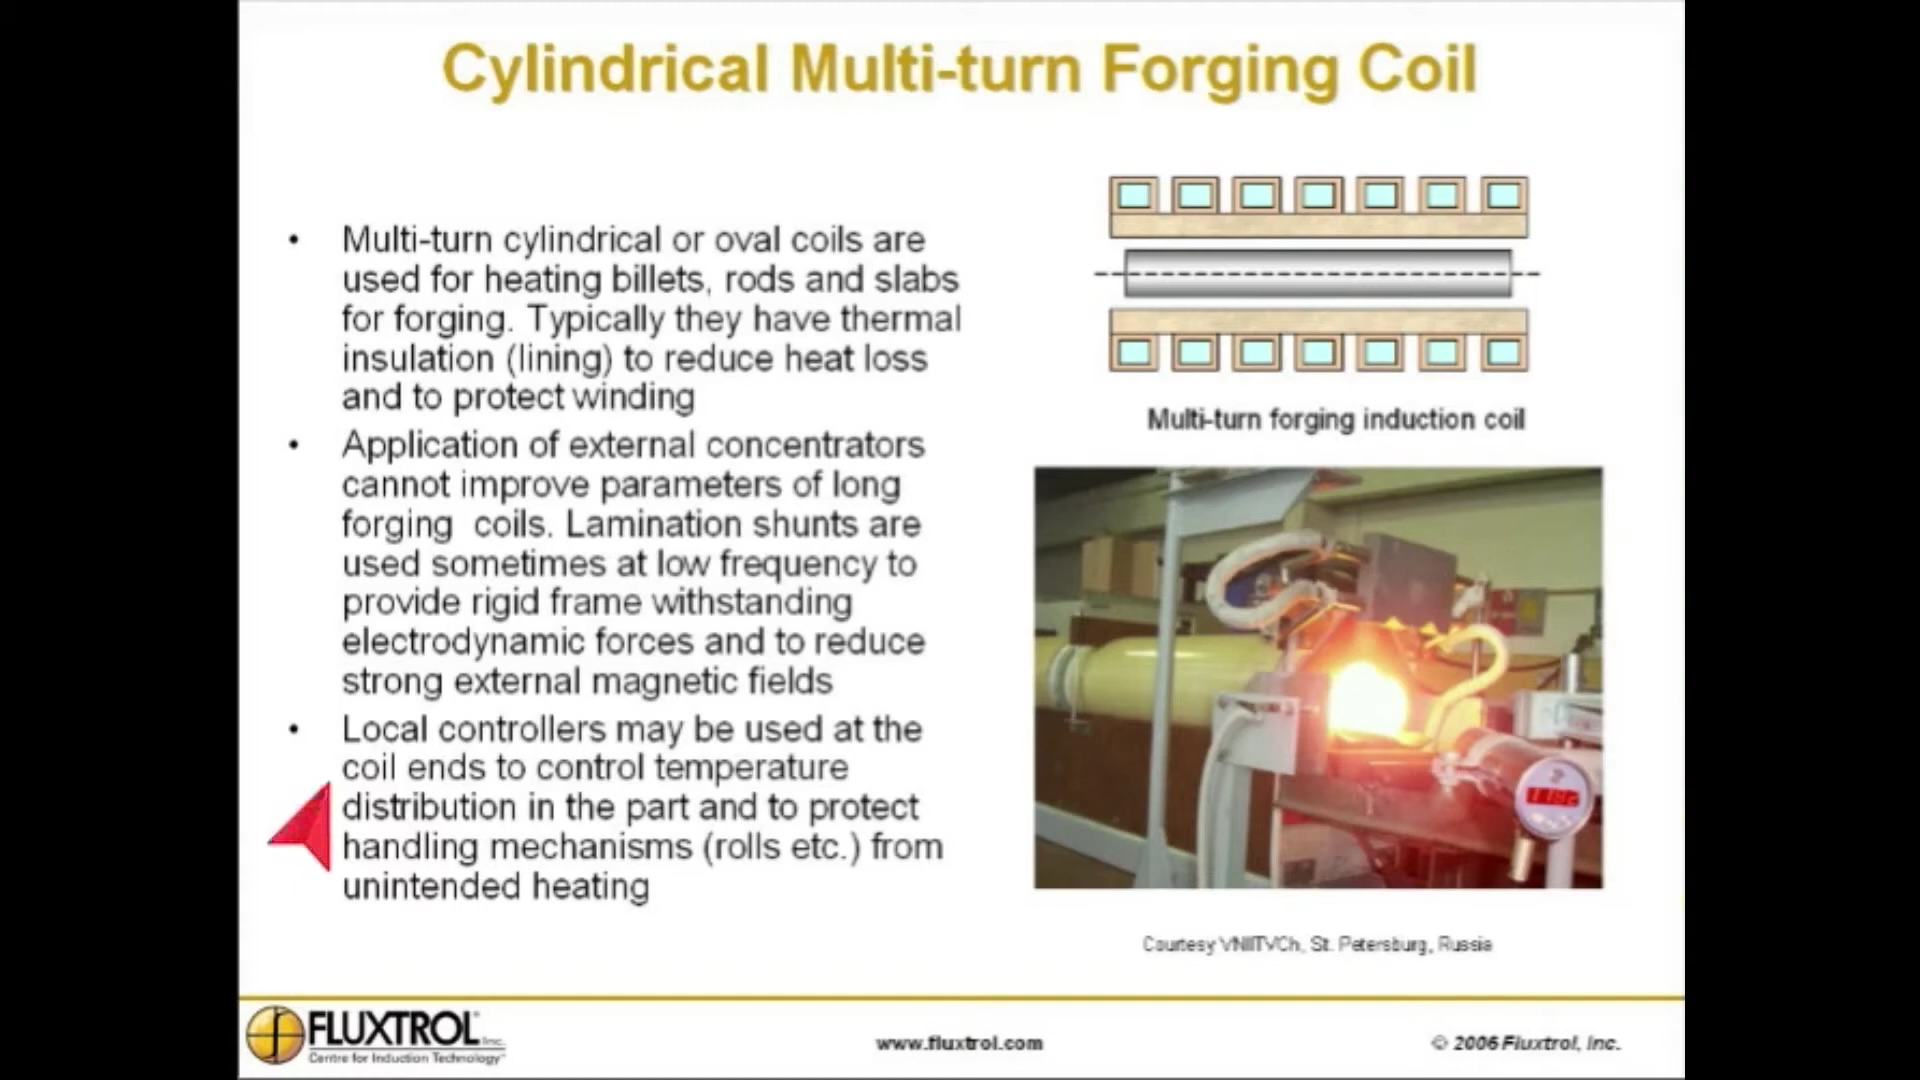 Cylindrical Multi-turn Forging Coil
• Multi-turn cylindrical or oval coils are
used for heating billets, rods and slabs
for forging. Typically they have thermal
insulation (lining) to reduce heat loss
and to protect winding
• Application of external concentrators
cannot improve parameters of long
forging coils. Lamination shunts are
used sometimes at low frequency to
provide rigid frame withstanding
electrodynamic forces and to reduce
strong external magnetic fields
• Local controllers may be used at the
coil ends to control temperature
distribution in the part and to protect
handling mechanisms (rolls etc.) from
unintended heating
Multi-turn forging induction coil
Courtesy VNIITVCh, St. Petersburg, Russia
FLUXTROL Inc.
Centre for Induction Technology
www.fluxtrol.com
© 2006 Fluxtrol, Inc.